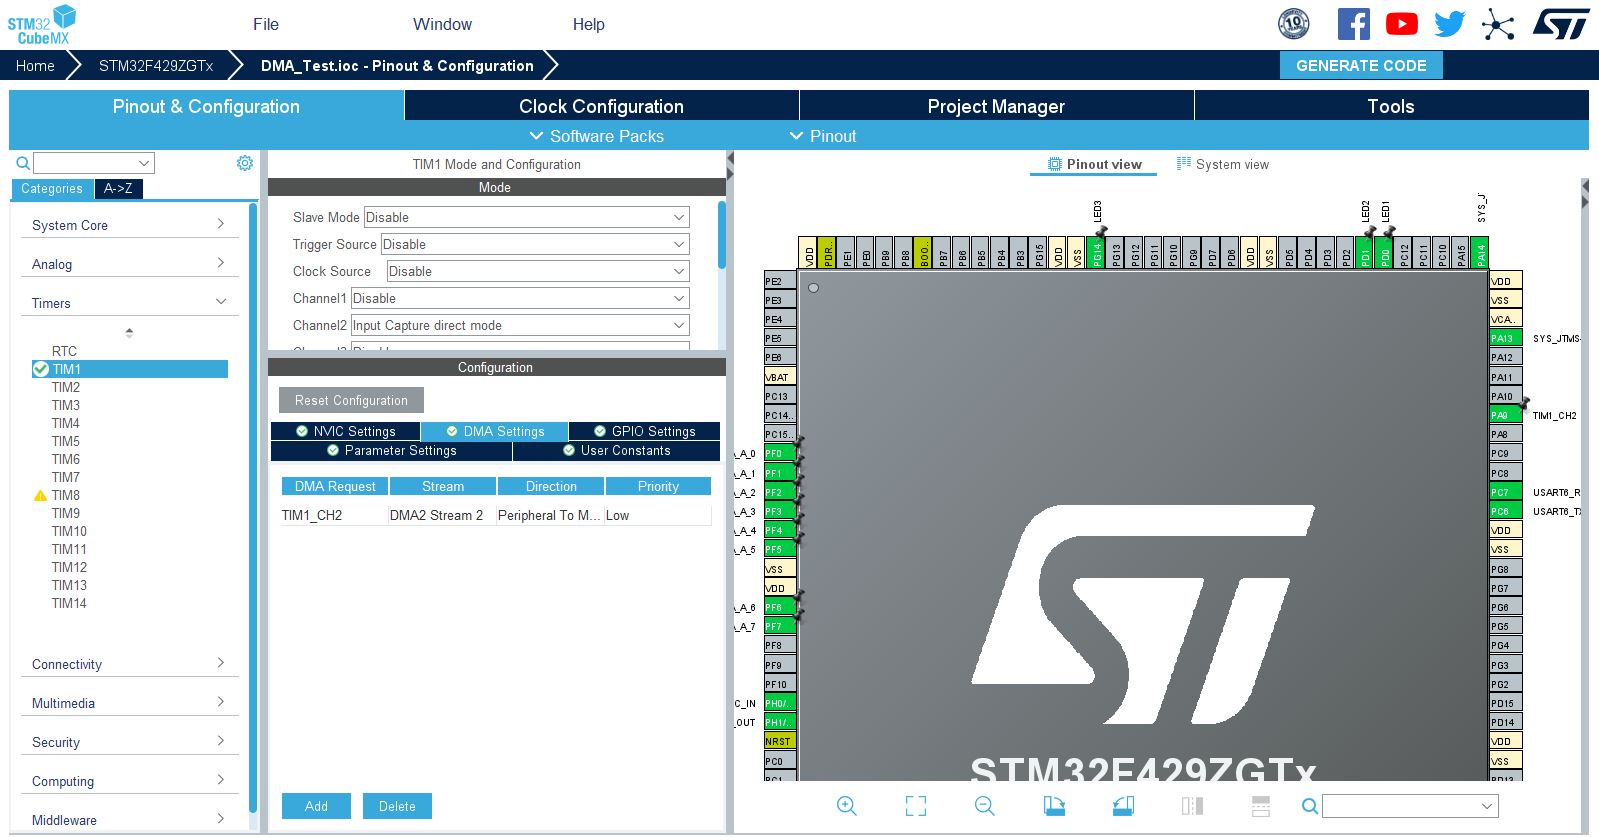 STM32
CubeMX
File
Window
Help
10
Home
STM32F429ZGTx
DMA_Test.ioc - Pinout & Configuration
GENERATE CODE
Pinout & Configuration
Clock Configuration
Project Manager
Tools
Software Packs
Pinout
Categories
A->Z
System Core
Analog
Timers
RTC
TIM1
TIM2
TIM3
TIM4
TIM5
TIM6
TIM7
TIM8
TIM9
TIM10
TIM11
TIM12
TIM13
TIM14
Connectivity
Multimedia
Security
Computing
Middleware
TIM1 Mode and Configuration
Mode
Slave Mode Disable
Trigger Source Disable
Clock Source Disable
Channel1 Disable
Channel2 Input Capture direct mode
Configuration
Reset Configuration
NVIC Settings
DMA Settings
GPIO Settings
Parameter Settings
User Constants
DMA Request Stream Direction Priority
TIM1_CH2 DMA2 Stream 2 Peripheral To M... Low
Add
Delete
Pinout view
System view
LED3
LED2
LED1
SYS_J
VDD
PDR..
PE1
PE0
PB9
PB8
BOO..
PB7
PB6
PB5
PB4
PB3
PG15
VDD
VSS
PG14
PG13
PG12
PG11
PG10
PG9
PD7
PD6
VDD
VSS
PD5
PD4
PD3
PD2
PD1
PD0
PC12
PC11
PC10
PA15
PA14
PE2
PE3
PE4
PE5
PE6
VBAT
PC13
PC14..
PC15..
_A_0 PF0
_A_1 PF1
_A_2 PF2
_A_3 PF3
_A_4 PF4
_A_5 PF5
VSS
VDD
_A_6 PF6
_A_7 PF7
PF8
PF9
PF10
C_IN PH0/..
_OUT PH1/..
NRST
PC0
PC1
VDD
VSS
VCA..
PA13 SYS_JTMS-
PA12
PA11
PA10
PA9 TIM1_CH2
PA8
PC9
PC8
PC7 USART6_R
PC6 USART6_TX
VDD
VSS
PG8
PG7
PG6
PG5
PG4
PG3
PG2
PD15
PD14
VDD
VSS
PD13
ST
STM32F429ZGTx